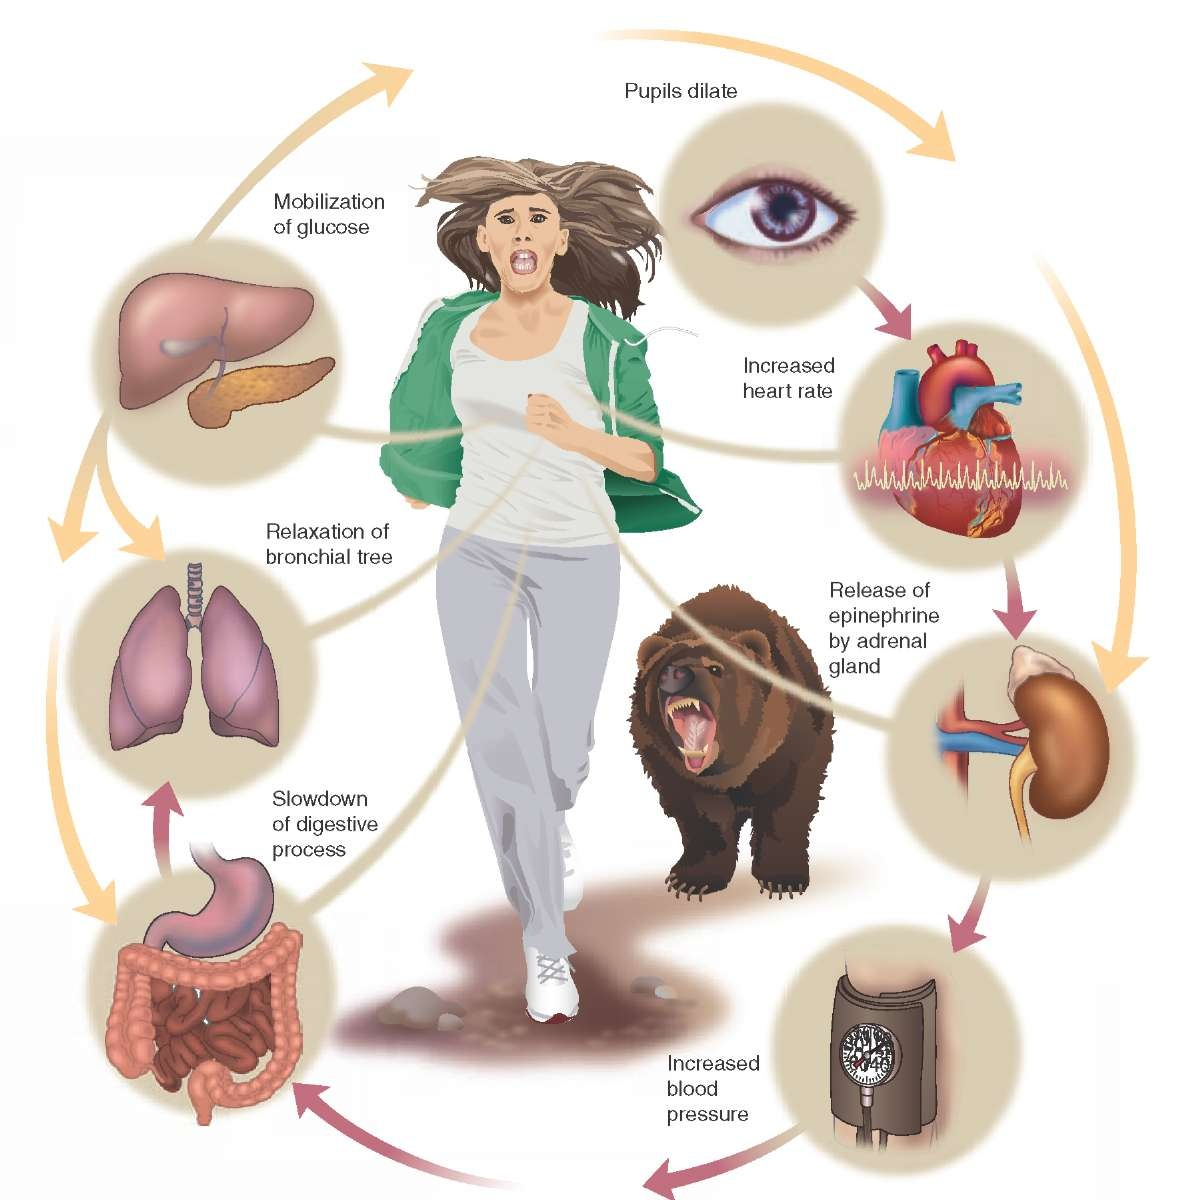 Pupils dilate
Mobilization
of glucose
Increased
heart rate
Relaxation of
bronchial tree
Release of
epinephrine
by adrenal
gland
Slowdown
of digestive
process
Increased
blood
pressure